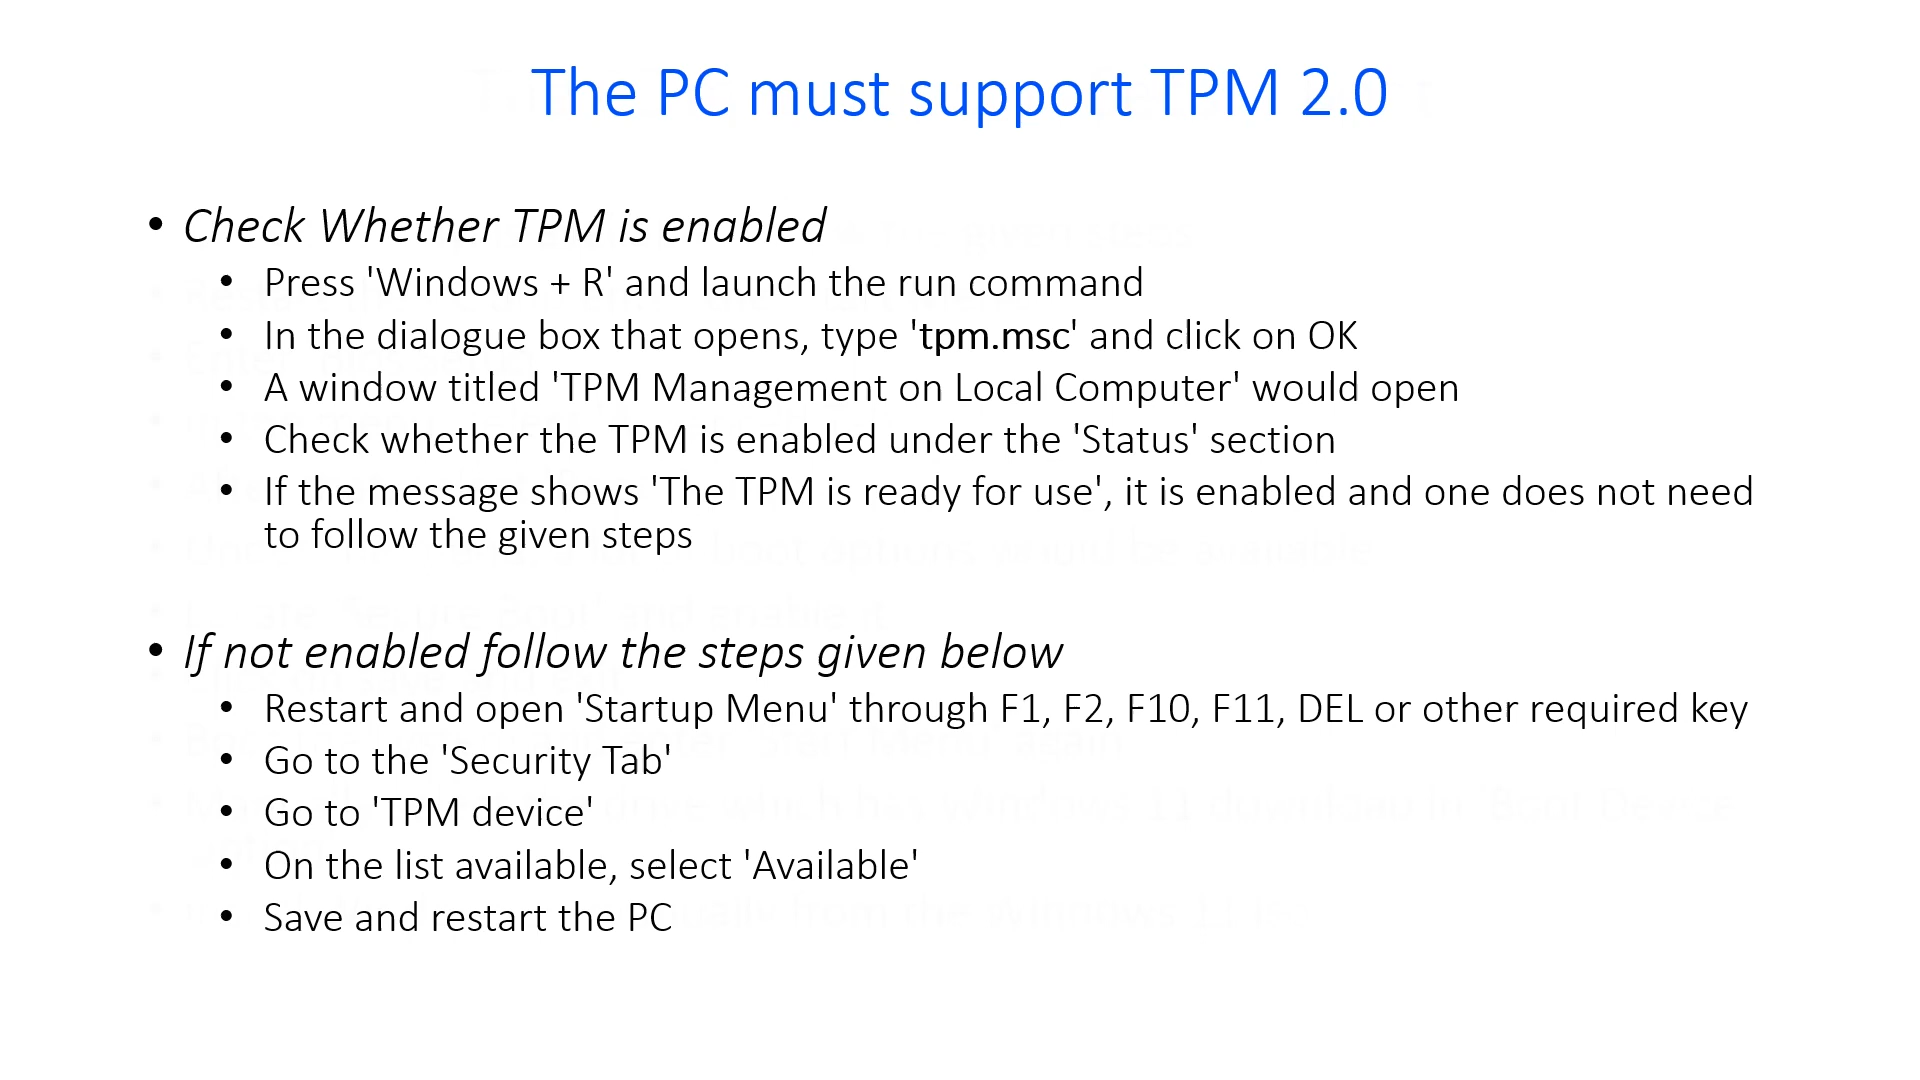 The PC must support TPM 2.0
• Check Whether TPM is enabled
• Press 'Windows + R' and launch the run command
• In the dialogue box that opens, type 'tpm.msc' and click on OK
• A window titled 'TPM Management on Local Computer' would open
• Check whether the TPM is enabled under the 'Status' section
• If the message shows 'The TPM is ready for use', it is enabled and one does not need
to follow the given steps
• If not enabled follow the steps given below
• Restart and open 'Startup Menu' through F1, F2, F10, F11, DEL or other required key
• Go to the 'Security Tab'
• Go to 'TPM device'
• On the list available, select 'Available'
• Save and restart the PC